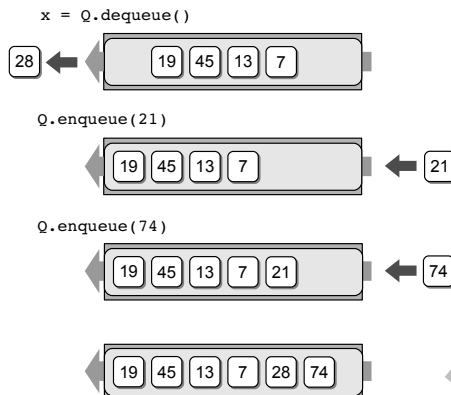 x = Q.dequeue()
28 19 45 13 7
Q.enqueue(21)
19 45 13 7 21
Q.enqueue(74)
19 45 13 7 21 74
19 45 13 7 28 74